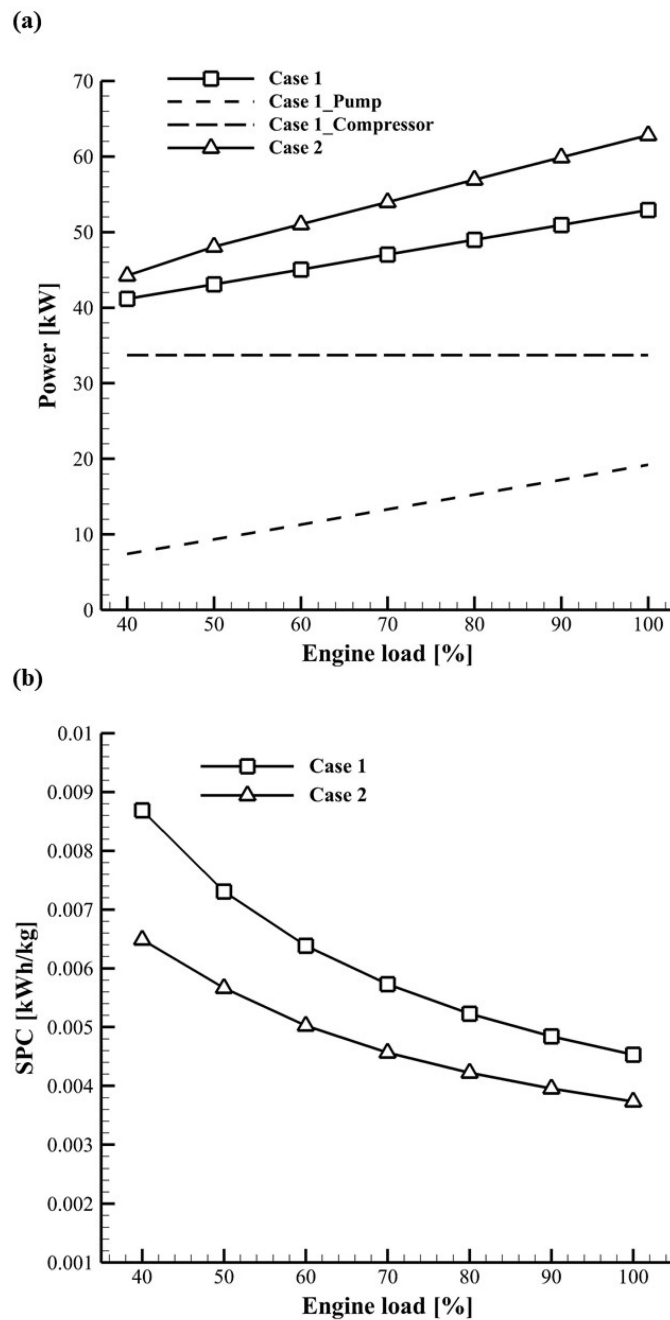 (a)
Case 1
Case 1_Pump
Case 1_Compressor
Case 2
70
60
50
40
30
20
10
0
Power [kW]
40 50 60 70 80 90 100
Engine load [%]
(b)
Case 1
Case 2
0.01
0.009
0.008
0.007
0.006
0.005
0.004
0.003
0.002
0.001
SPC [kWh/kg]
40 50 60 70 80 90 100
Engine load [%]